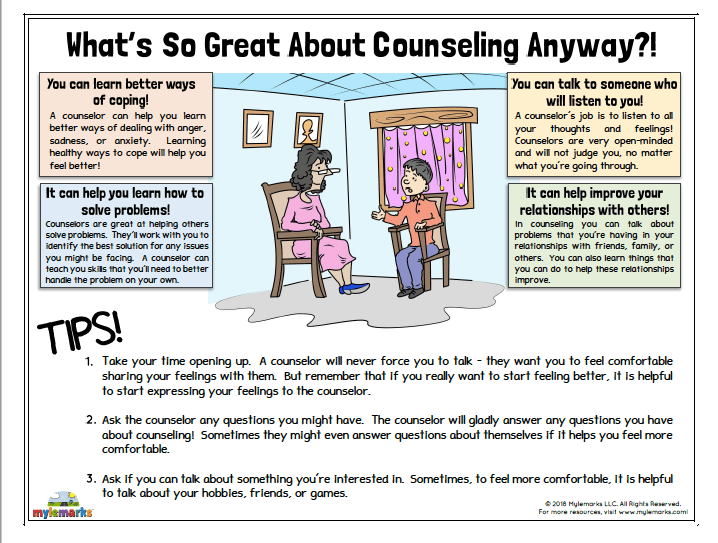 What's So Great About Counseling Anyway?!
You can learn better ways
of coping!
A counselor can help you learn
better ways of dealing with anger,
sadness, or anxiety. Learning
healthy ways to cope will help you
feel better!
You can talk to someone who
will listen to you!
A counselor's job is to listen to all
your thoughts and feelings!
Counselors are very open-minded
and will not judge you, no matter
what you're going through.
It can help you learn how to
solve problems!
Counselors are great at helping others
solve problems. They'll work with you to
identify the best solution for any issues
you might be facing. A counselor can
teach you skills that you'll need to better
handle the problem on your own.
It can help improve your
relationships with others!
In counseling you can talk about
problems that you're having in your
relationships with friends, family, or
others. You can also learn things that
you can do to help these relationships
improve.
TIPS!
1. Take your time opening up. A counselor will never force you to talk - they want you to feel comfortable
sharing your feelings with them. But remember that if you really want to start feeling better, it is helpful
to start expressing your feelings to the counselor.
2. Ask the counselor any questions you might have. The counselor will gladly answer any questions you have
about counseling! Sometimes they might even answer questions about themselves if it helps you feel more
comfortable.
3. Ask if you can talk about something you're interested in. Sometimes, to feel more comfortable, it is helpful
to talk about your hobbies, friends, or games.
mylemarks
© 2018 Mylemarks LLC. All Rights Reserved.
For more resources, visit www.mylemarks.com!